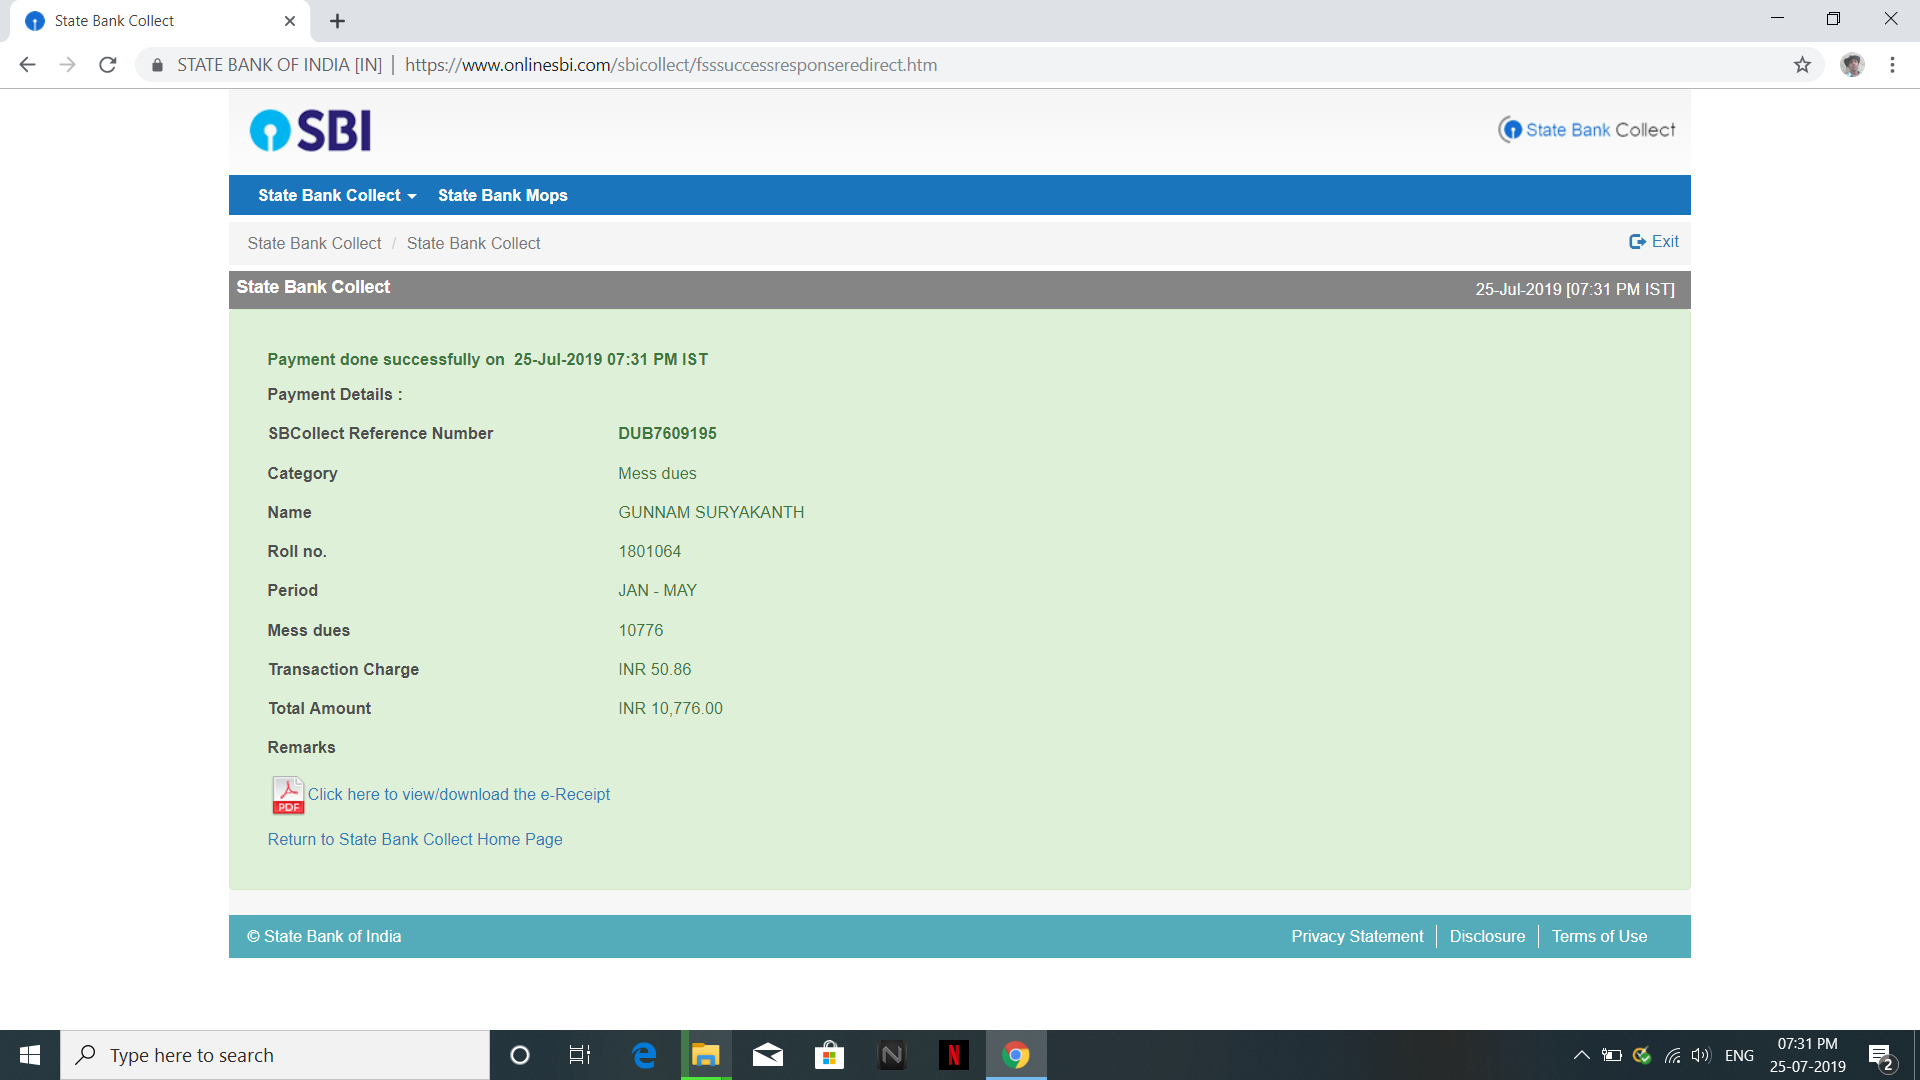 State Bank Collect
STATE BANK OF INDIA [IN] | https://www.onlinesbi.com/sbicollect/fsssuccessresponseredirect.htm
SBI
State Bank Collect
State Bank Collect State Bank Mops
State Bank Collect / State Bank Collect
Exit
State Bank Collect
25-Jul-2019 [07:31 PM IST]
Payment done successfully on 25-Jul-2019 07:31 PM IST
Payment Details :
SBCollect Reference Number DUB7609195
Category Mess dues
Name GUNNAM SURYAKANTH
Roll no. 1801064
Period JAN - MAY
Mess dues 10776
Transaction Charge INR 50.86
Total Amount INR 10,776.00
Remarks
PDF Click here to view/download the e-Receipt
Return to State Bank Collect Home Page
© State Bank of India
Privacy Statement | Disclosure | Terms of Use
Type here to search
N
N
ENG
07:31 PM
25-07-2019
2